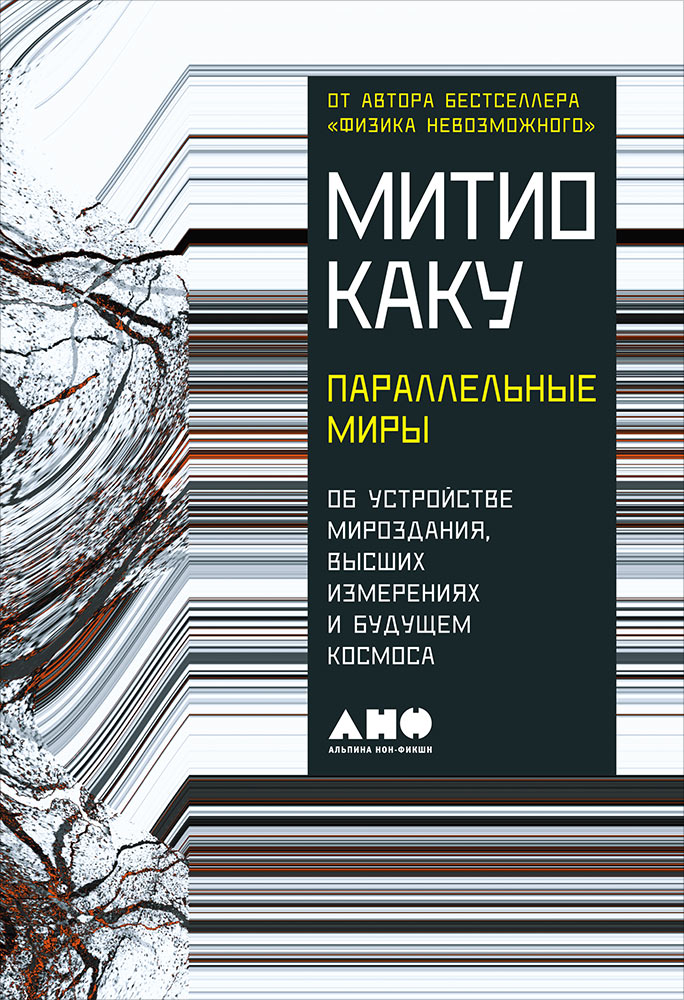 ОТ АВТОРА БЕСТСЕЛЛЕРА
«ФИЗИКА НЕВОЗМОЖНОГО»
МИТИО
КАКУ
ПАРАЛЛЕЛЬНЫЕ
МИРЫ
ОБ УСТРОЙСТВЕ
МИРОЗДАНИЯ,
ВЫСШИХ
ИЗМЕРЕНИЯХ
И БУДУЩЕМ
КОСМОСА
АНФ
АЛЬПИНА НОН-ФИКШН